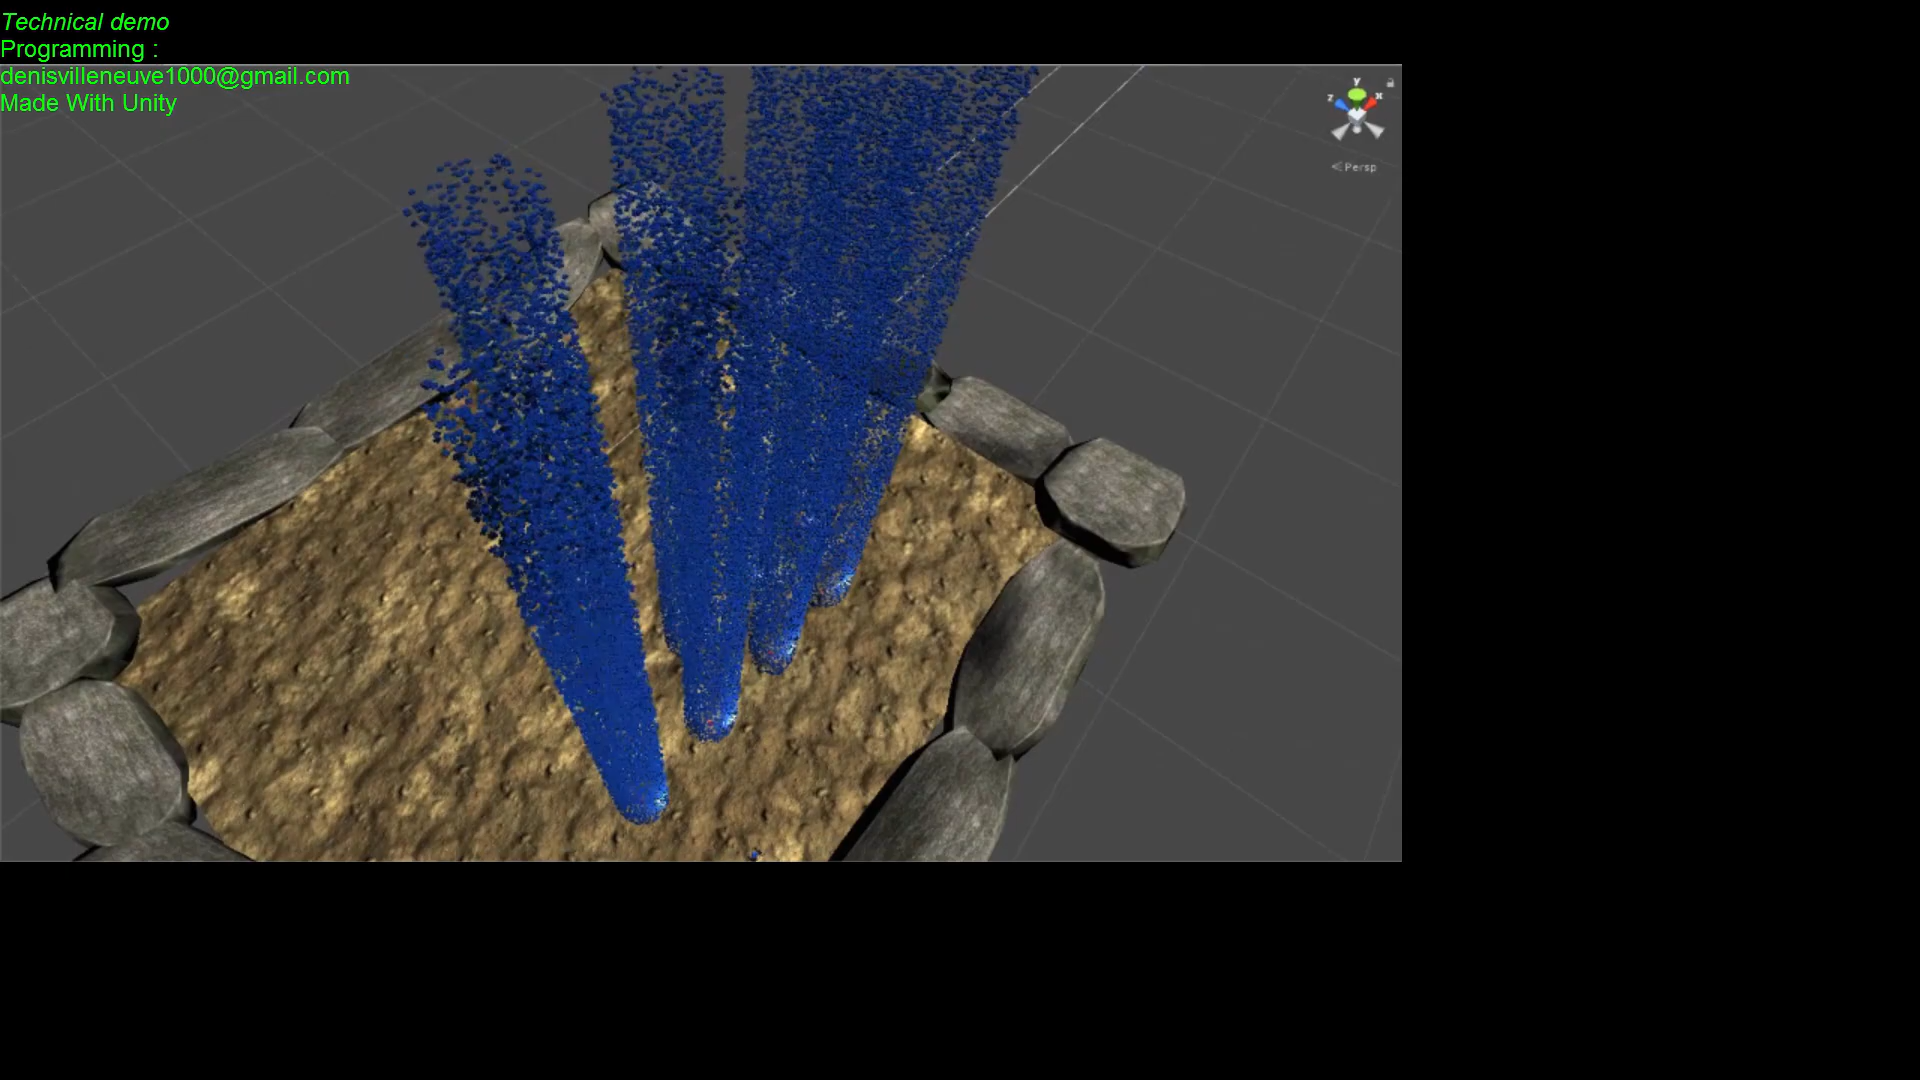 Technical demo
Programming :
denisvilleneuve1000@gmail.com
Made With Unity
y
z x
Persp